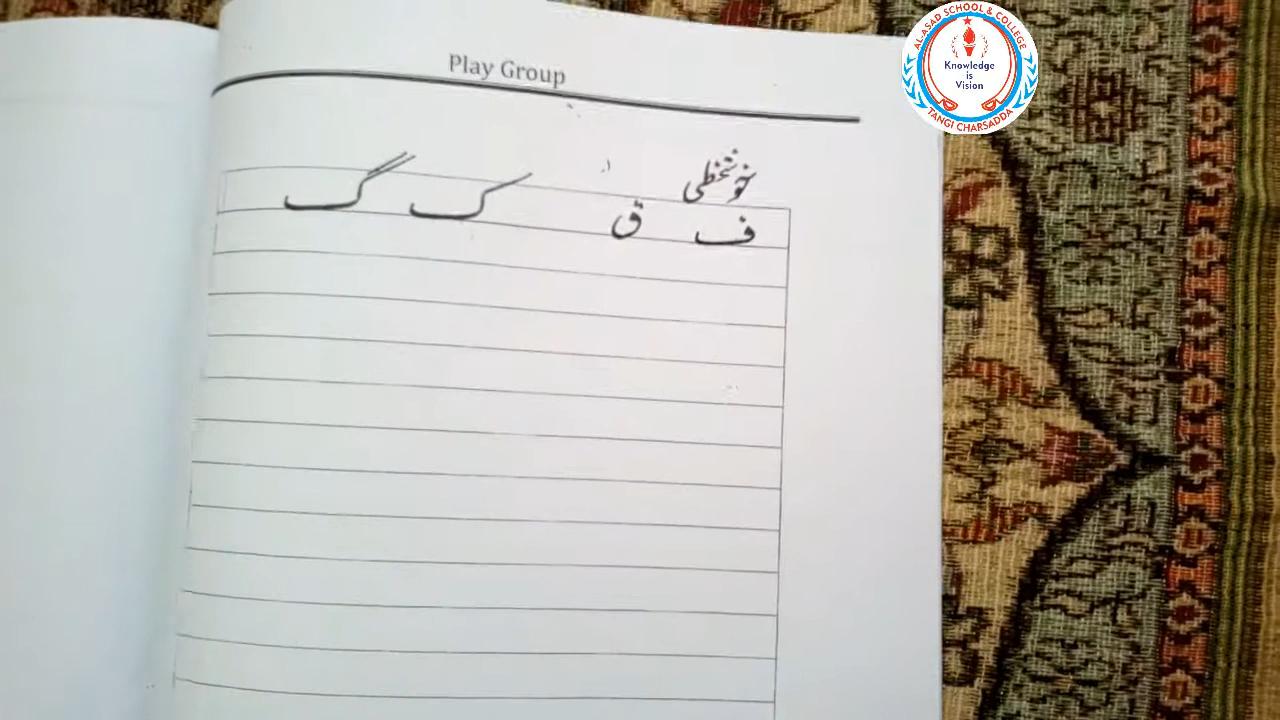 Play Group
خوشخطی
ف ق ک گ
AL-ASAD SCHOOL & COLLEGE
Knowledge
is
Vision
TANGI CHARSADDA